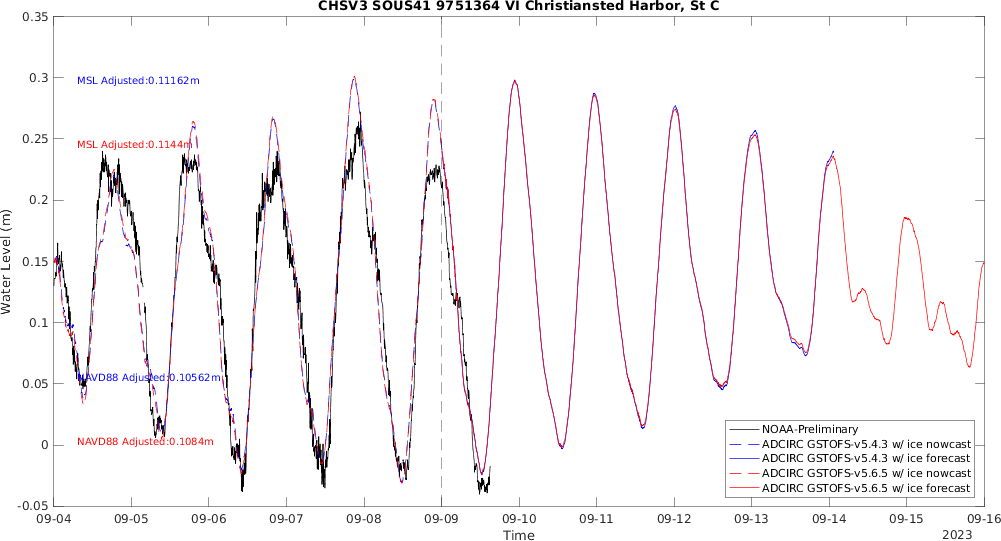 CHSV3 SOUS41 9751364 VI Christiansted Harbor, St C
0.35
0.3
0.25
0.2
0.15
0.1
0.05
0
-0.05
Water Level (m)
MSL Adjusted:0.11162m
MSL Adjusted:0.1144m
NAVD88 Adjusted:0.10562m
NAVD88 Adjusted:0.1084m
NOAA-Preliminary
ADCIRC GSTOFS-v5.4.3 w/ ice nowcast
ADCIRC GSTOFS-v5.4.3 w/ ice forecast
ADCIRC GSTOFS-v5.6.5 w/ ice nowcast
ADCIRC GSTOFS-v5.6.5 w/ ice forecast
09-04 09-05 09-06 09-07 09-08 09-09 09-10 09-11 09-12 09-13 09-14 09-15 09-16
Time
2023